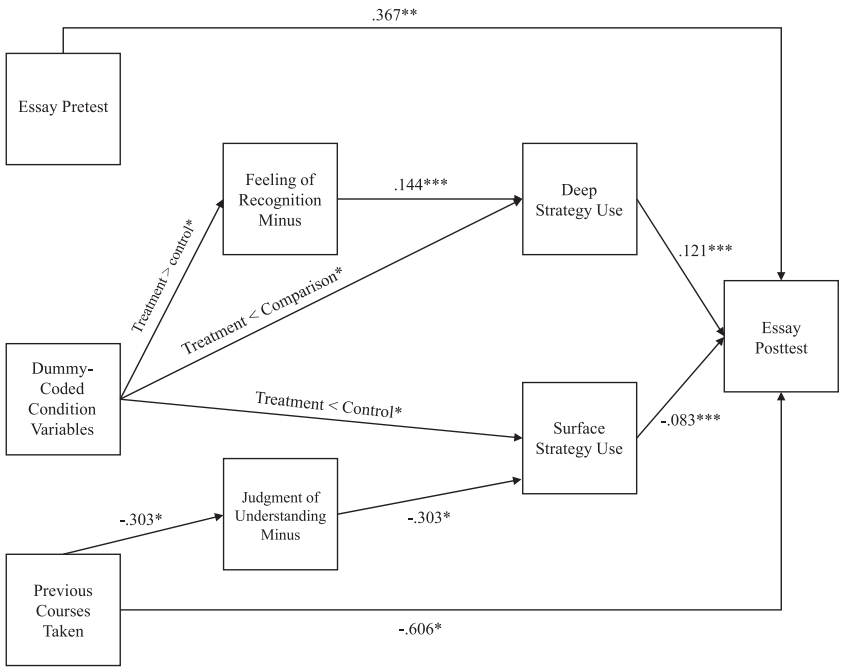 .367**
Essay Pretest
Feeling of
Recognition
Minus
.144***
Deep
Strategy Use
Treatment > control*
Treatment < Comparison*
.121***
Essay
Posttest
Dummy-
Coded
Condition
Variables
Treatment < Control*
Surface
Strategy Use
-.083***
Judgment of
Understanding
Minus
-.303*
-.303*
Previous
Courses
Taken
-.606*